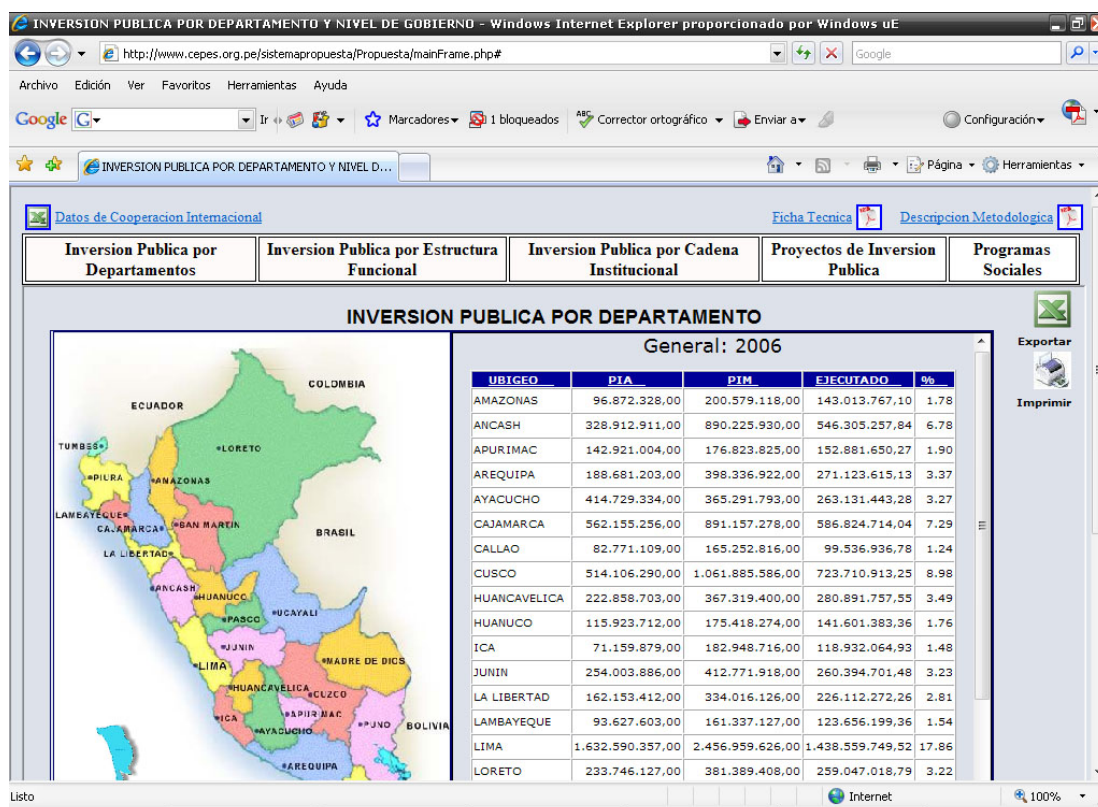 INVERSION PUBLICA POR DEPARTAMENTO Y NIVEL DE GOBIERNO - Windows Internet Explorer proporcionado por Windows uE
http://www.cepes.org.pe/sistemapropuesta/Propuesta/mainFrame.php#
Google
Archivo Edición Ver Favoritos Herramientas Ayuda
Google G Ir Marcadores 1 bloqueados ABC Corrector ortográfico Enviar a Configuración
INVERSION PUBLICA POR DEPARTAMENTO Y NIVEL D... Página Herramientas
Datos de Cooperacion Internacional Ficha Tecnica Descripcion Metodologica
Inversion Publica por Departamentos
Inversion Publica por Estructura Funcional
Inversion Publica por Cadena Institucional
Proyectos de Inversion Publica
Programas Sociales
INVERSION PUBLICA POR DEPARTAMENTO
Exportar
Imprimir
COLOMBIA
ECUADOR
TUMBES
LORETO
PIURA
AMAZONAS
LAMBAYEQUE
CAJAMARCA
SAN MARTIN
BRASIL
LA LIBERTAD
ANCASH
HUANUCO
UCAYALI
PASCO
JUNIN
LIMA
MADRE DE DIOS
HUANCAVELICA
CUZCO
ICA
APURIMAC
PUNO
BOLIVIA
AYACUCHO
AREQUIPA
General: 2006
UBIGEO PIA PIM EJECUTADO %
AMAZONAS 96.872.328,00 200.579.118,00 143.013.767,10 1.78
ANCASH 328.912.911,00 890.225.930,00 546.305.257,84 6.78
APURIMAC 142.921.004,00 176.823.825,00 152.881.650,27 1.90
AREQUIPA 188.681.203,00 398.336.922,00 271.123.615,13 3.37
AYACUCHO 414.729.334,00 365.291.793,00 263.131.443,28 3.27
CAJAMARCA 562.155.256,00 891.157.278,00 586.824.714,04 7.29
CALLAO 82.771.109,00 165.252.816,00 99.536.936,78 1.24
CUSCO 514.106.290,00 1.061.885.586,00 723.710.913,25 8.98
HUANCAVELICA 222.858.703,00 367.319.400,00 280.891.757,55 3.49
HUANUCO 115.923.712,00 175.418.274,00 141.601.383,36 1.76
ICA 71.159.879,00 182.948.716,00 118.932.064,93 1.48
JUNIN 254.003.886,00 412.771.918,00 260.394.701,48 3.23
LA LIBERTAD 162.153.412,00 334.016.126,00 226.112.272,26 2.81
LAMBAYEQUE 93.627.603,00 161.337.127,00 123.656.199,36 1.54
LIMA 1.632.590.357,00 2.456.959.626,00 1.438.559.749,52 17.86
LORETO 233.746.127,00 381.389.408,00 259.047.018,79 3.22
Listo Internet 100%